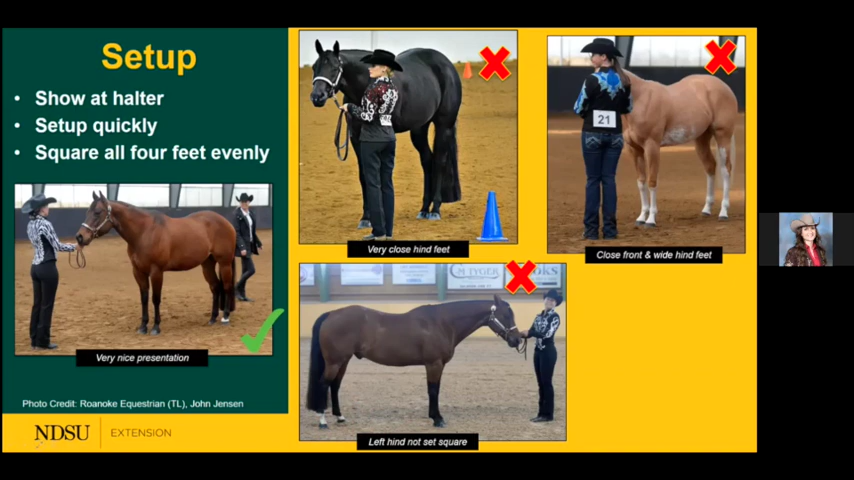 Setup
• Show at halter
• Setup quickly
• Square all four feet evenly
Very nice presentation
Photo Credit: Roanoke Equestrian (TL), John Jensen
NDSU EXTENSION
Very close hind feet
21
Close front & wide hind feet
Left hind not set square